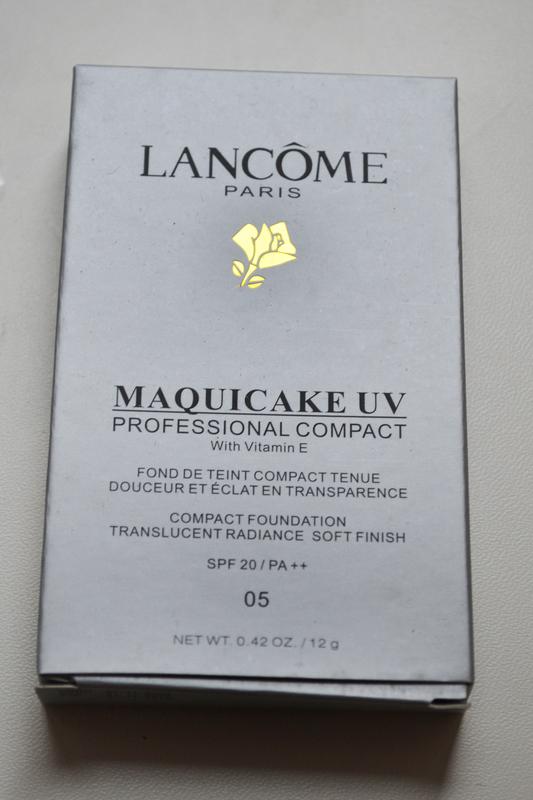 LANCÔME
PARIS
MAQUICAKE UV
PROFESSIONAL COMPACT
With Vitamin E
FOND DE TEINT COMPACT TENUE
DOUCEUR ET ÉCLAT EN TRANSPARENCE
COMPACT FOUNDATION
TRANSLUCENT RADIANCE SOFT FINISH
SPF 20 / PA ++
05
NET WT. 0.42 OZ. / 12 g